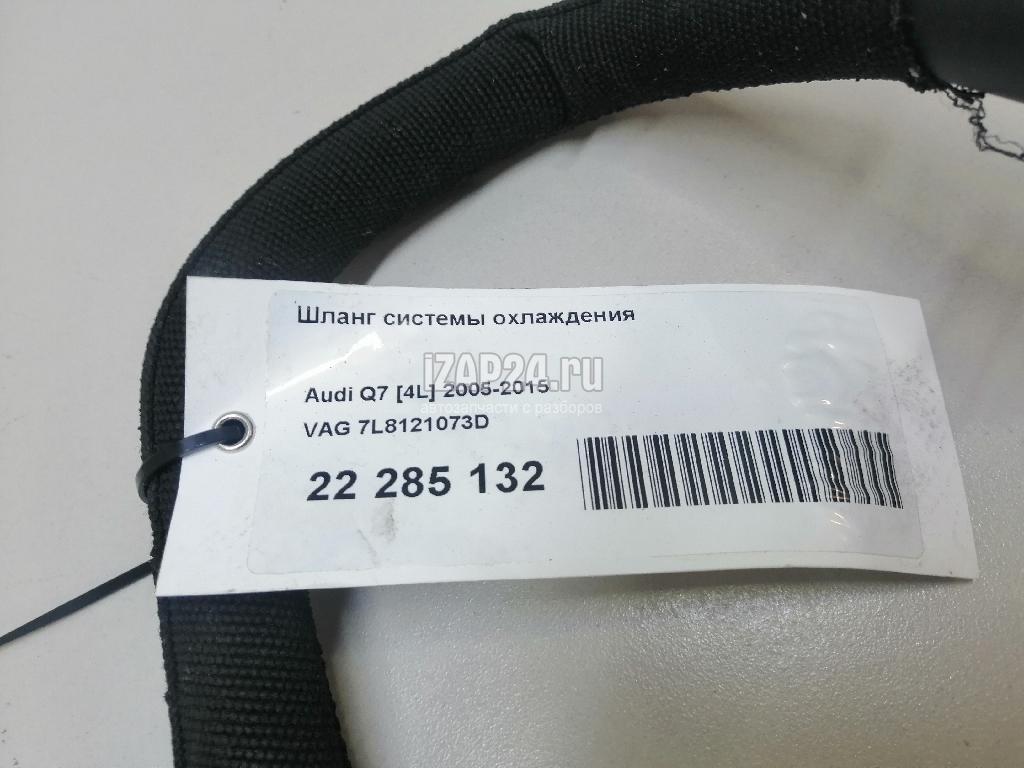 Шланг системы охлаждения
iZAP24.ru
Audi Q7 [4L] 2005-2015
автозапчасти с разборов
VAG 7L8121073D
22 285 132